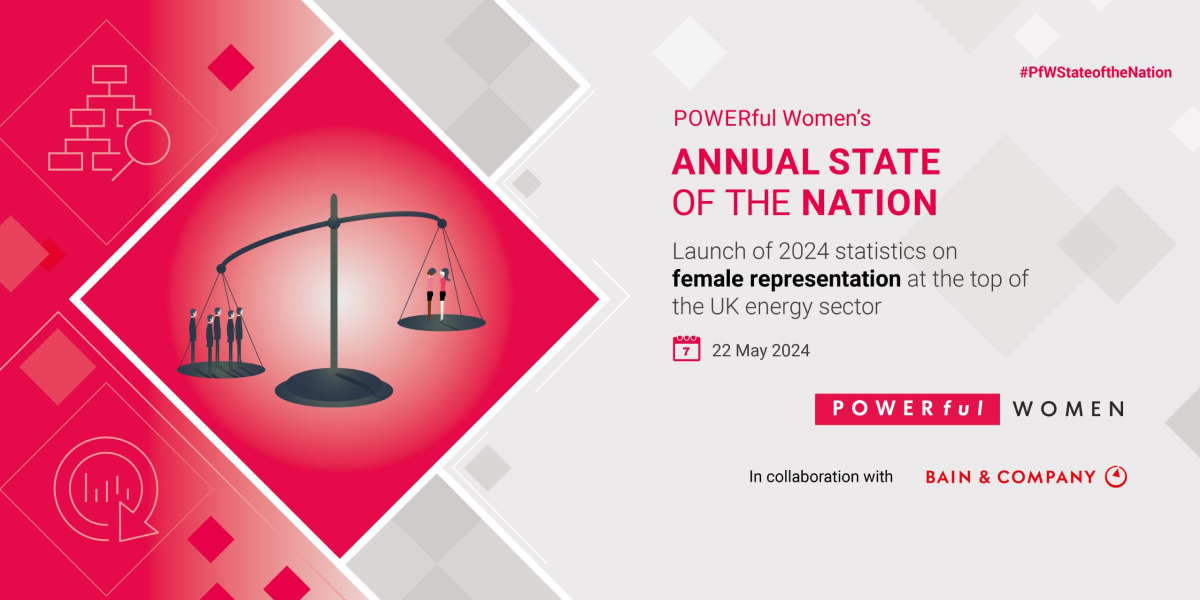 #PfWStateoftheNation
POWERful Women's
ANNUAL STATE
OF THE NATION
Launch of 2024 statistics on
female representation at the top of
the UK energy sector
7 22 May 2024
POWERful WOMEN
In collaboration with BAIN & COMPANY